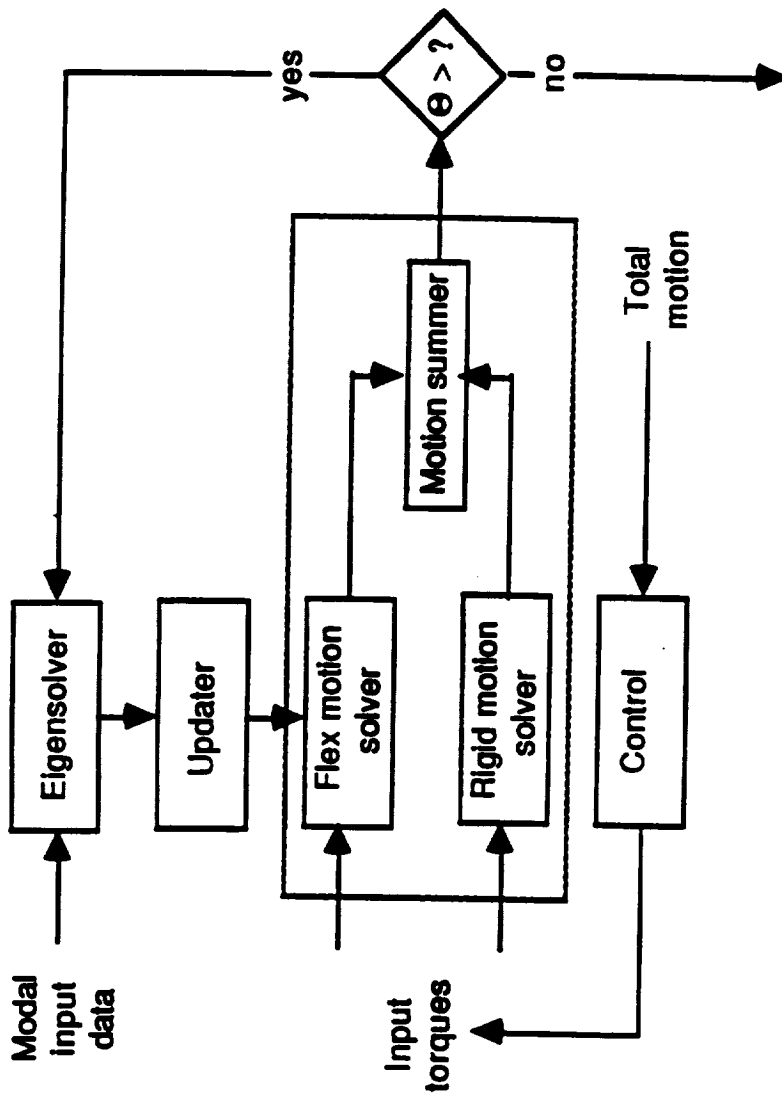 Modal
input
data
Eigensolver
Updater
Flex motion
solver
Rigid motion
solver
Motion summer
Θ > ?
yes
no
Input
torques
Control
Total
motion